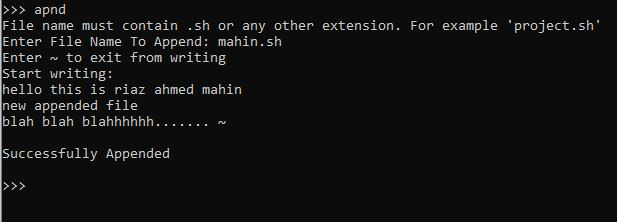 >>> apnd
File name must contain .sh or any other extension. For example 'project.sh'
Enter File Name To Append: mahin.sh
Enter ~ to exit from writing
Start writing:
hello this is riaz ahmed mahin
new appended file
blah blah blahhhhhh....... ~
Successfully Appended
>>>